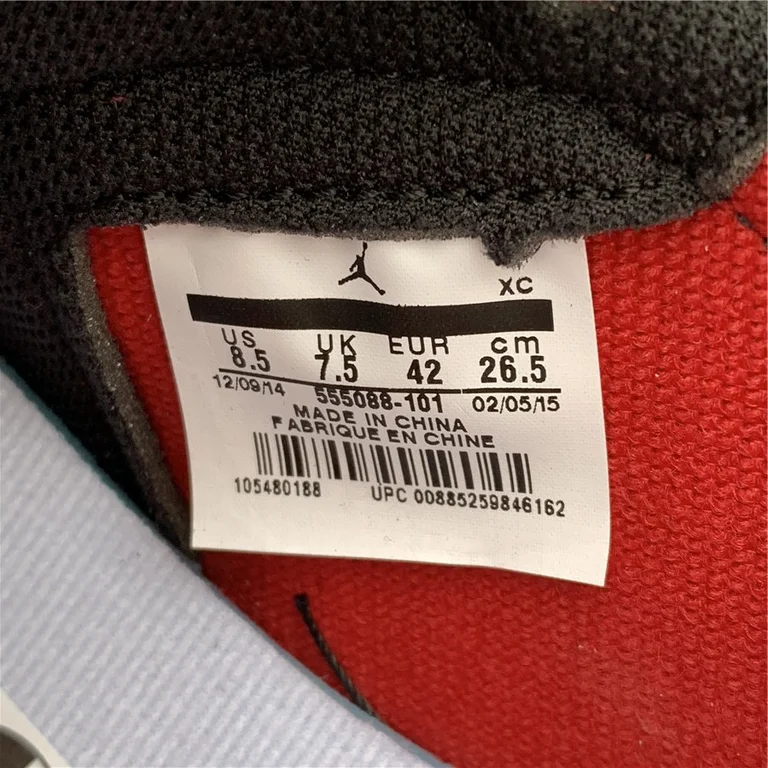 XC
US UK EUR cm
8.5 7.5 42 26.5
12/09/14 555088-101 02/05/15
MADE IN CHINA
FABRIQUE EN CHINE
105480188 UPC 00885259846162